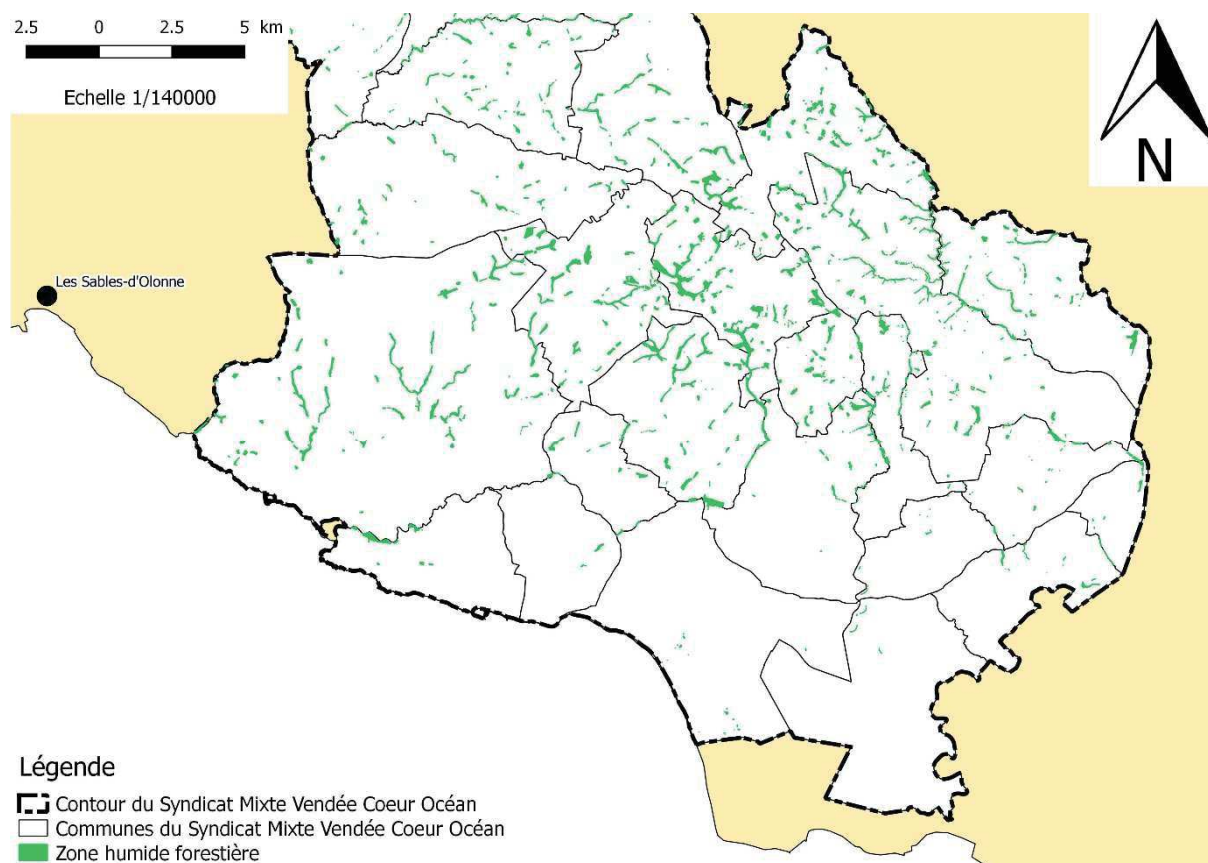 2.5 0 2.5 5 km
Echelle 1/140000
N
Les Sables-d'Olonne
Légende
Contour du Syndicat Mixte Vendée Coeur Océan
Communes du Syndicat Mixte Vendée Coeur Océan
Zone humide forestière